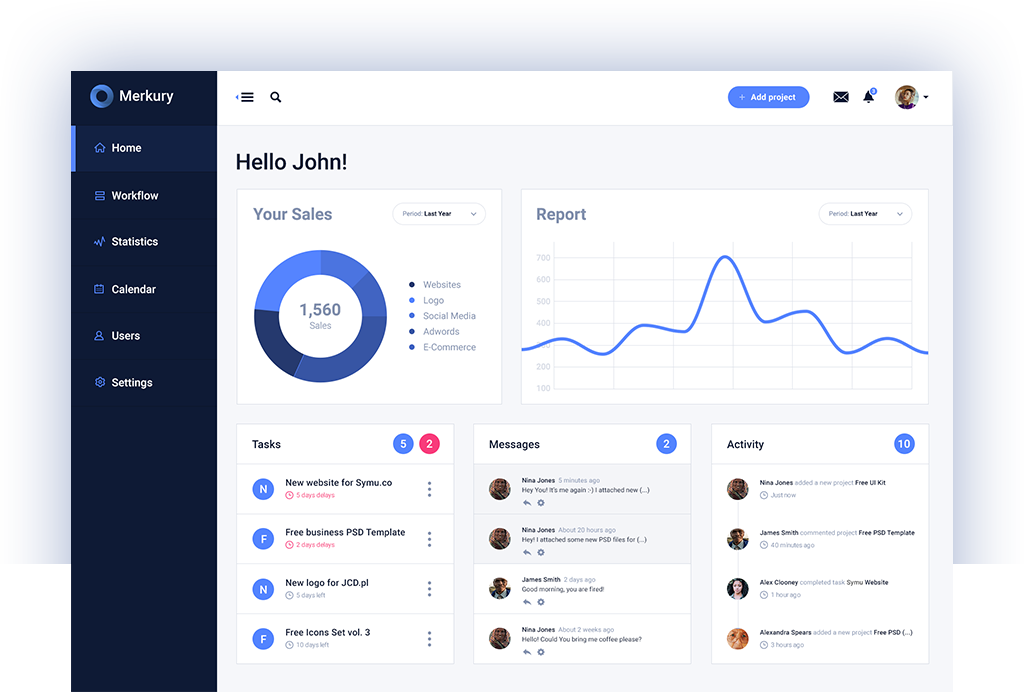 Merkury
Add project
3
Home
Workflow
Statistics
Calendar
Users
Settings
Hello John!
Your Sales
Period: Last Year
1,560
Sales
Websites
Logo
Social Media
Adwords
E-Commerce
Report
Period: Last Year
700
600
500
400
300
200
100
Tasks
5
2
N
New website for Symu.co
5 days delays
F
Free business PSD Template
2 days delays
N
New logo for JCD.pl
5 days left
F
Free Icons Set vol. 3
10 days left
Messages
2
Nina Jones 5 minutes ago
Hey You! It's me again :-) I attached new (...)
Nina Jones About 20 hours ago
Hey! I attached some new PSD files for (...)
James Smith 2 days ago
Good morning, you are fired!
Nina Jones About 2 weeks ago
Hello! Could You bring me coffee please?
Activity
10
Nina Jones added a new project Free UI Kit
Just now
James Smith commented project Free PSD Template
40 minutes ago
Alex Clooney completed task Symu Website
1 hour ago
Alexandra Spears added a new project Free PSD (...)
3 hours ago